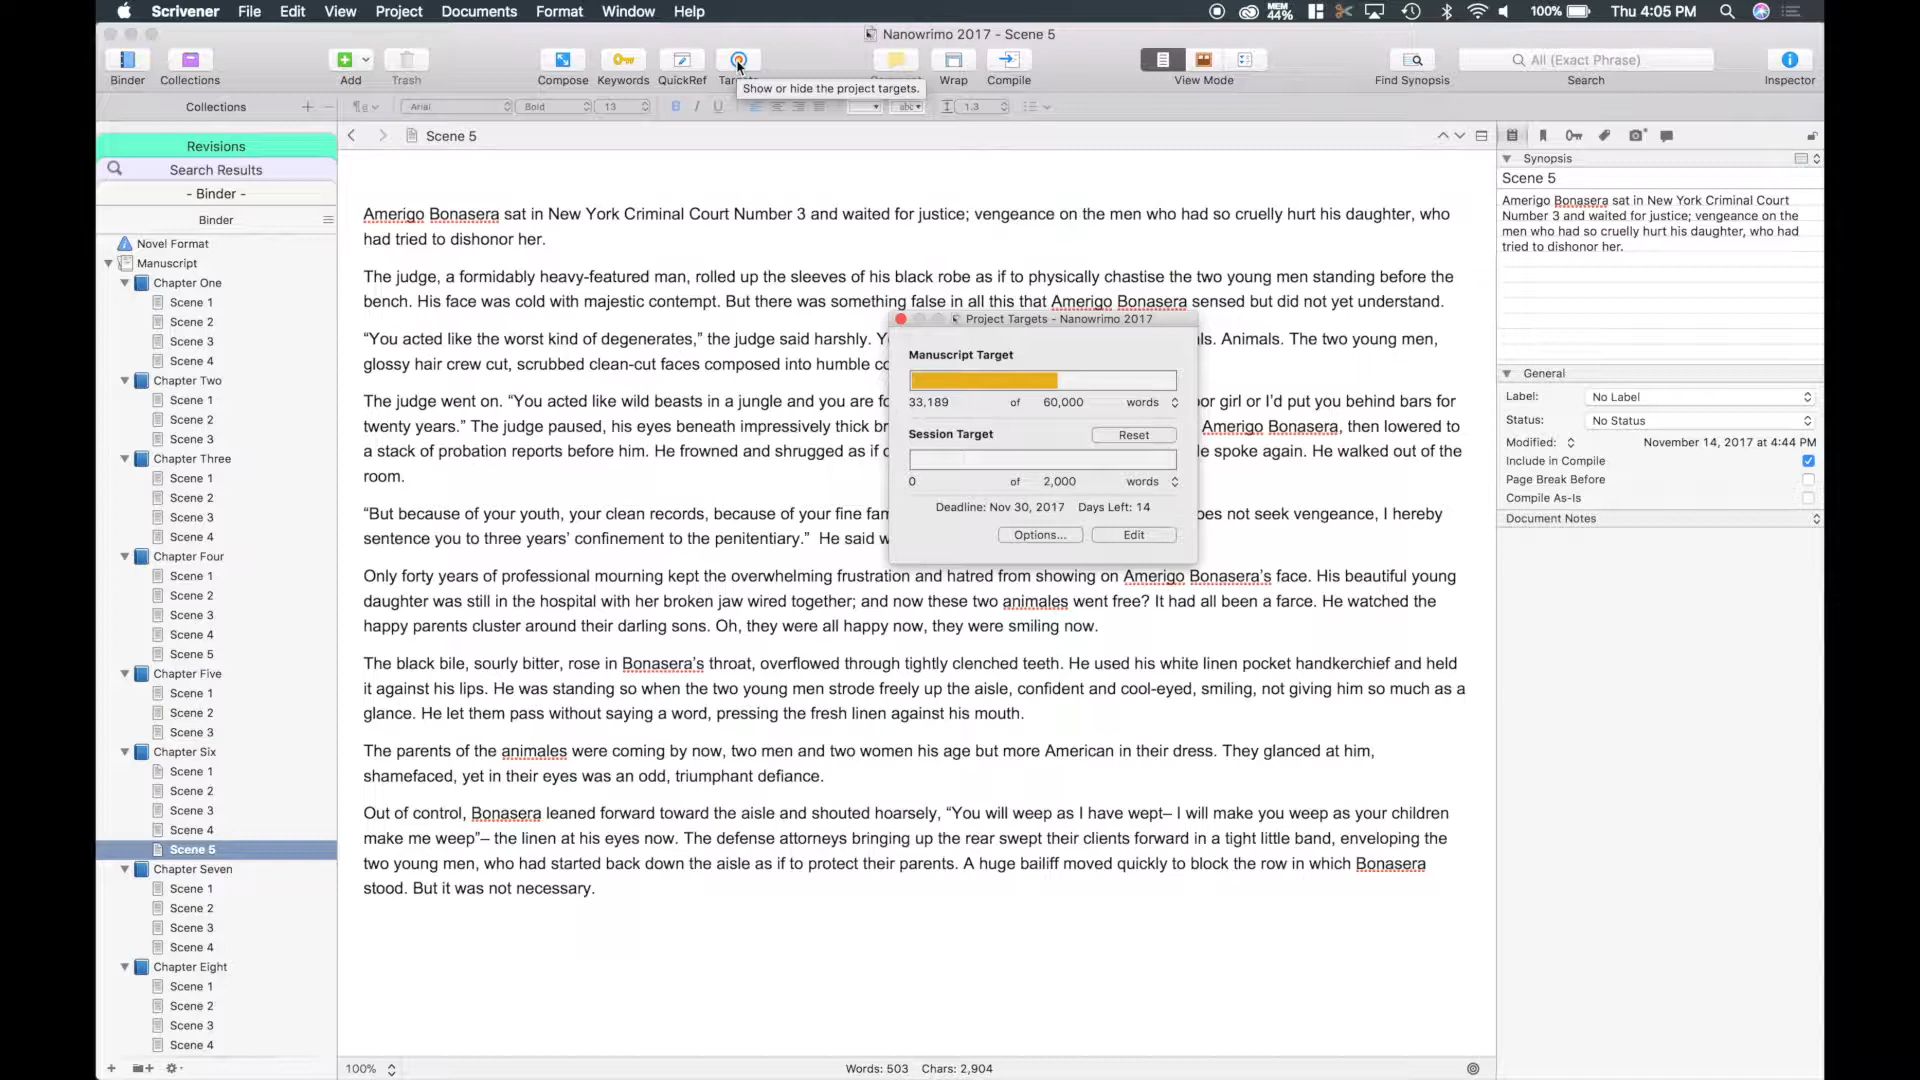 Scrivener File Edit View Project Documents Format Window Help
MEM 44% 100% Thu 4:05 PM
Nanowrimo 2017 - Scene 5
Binder Collections Add Trash Compose Keywords QuickRef Wrap Compile View Mode Find Synopsis Search Inspector
All (Exact Phrase)
Show or hide the project targets.
Collections Arial Bold 13 B I U abc 1.3
Revisions
Search Results
- Binder -
Binder
Novel Format
Manuscript
Chapter One
Scene 1
Scene 2
Scene 3
Scene 4
Chapter Two
Scene 1
Scene 2
Scene 3
Chapter Three
Scene 1
Scene 2
Scene 3
Scene 4
Chapter Four
Scene 1
Scene 2
Scene 3
Scene 4
Scene 5
Chapter Five
Scene 1
Scene 2
Scene 3
Chapter Six
Scene 1
Scene 2
Scene 3
Scene 4
Scene 5
Chapter Seven
Scene 1
Scene 2
Scene 3
Scene 4
Chapter Eight
Scene 1
Scene 2
Scene 3
Scene 4
Scene 5
Amerigo Bonasera sat in New York Criminal Court Number 3 and waited for justice; vengeance on the men who had so cruelly hurt his daughter, who
had tried to dishonor her.
The judge, a formidably heavy-featured man, rolled up the sleeves of his black robe as if to physically chastise the two young men standing before the
bench. His face was cold with majestic contempt. But there was something false in all this that Amerigo Bonasera sensed but did not yet understand.
“You acted like the worst kind of degenerates,” the judge said harshly. Y ls. Animals. The two young men,
glossy hair crew cut, scrubbed clean-cut faces composed into humble co
The judge went on. “You acted like wild beasts in a jungle and you are fo or girl or I’d put you behind bars for
twenty years.” The judge paused, his eyes beneath impressively thick br Amerigo Bonasera, then lowered to
a stack of probation reports before him. He frowned and shrugged as if e spoke again. He walked out of the
room.
“But because of your youth, your clean records, because of your fine fam oes not seek vengeance, I hereby
sentence you to three years’ confinement to the penitentiary.” He said w
Only forty years of professional mourning kept the overwhelming frustration and hatred from showing on Amerigo Bonasera’s face. His beautiful young
daughter was still in the hospital with her broken jaw wired together; and now these two animales went free? It had all been a farce. He watched the
happy parents cluster around their darling sons. Oh, they were all happy now, they were smiling now.
The black bile, sourly bitter, rose in Bonasera’s throat, overflowed through tightly clenched teeth. He used his white linen pocket handkerchief and held
it against his lips. He was standing so when the two young men strode freely up the aisle, confident and cool-eyed, smiling, not giving him so much as a
glance. He let them pass without saying a word, pressing the fresh linen against his mouth.
The parents of the animales were coming by now, two men and two women his age but more American in their dress. They glanced at him,
shamefaced, yet in their eyes was an odd, triumphant defiance.
Out of control, Bonasera leaned forward toward the aisle and shouted hoarsely, “You will weep as I have wept– I will make you weep as your children
make me weep”– the linen at his eyes now. The defense attorneys bringing up the rear swept their clients forward in a tight little band, enveloping the
two young men, who had started back down the aisle as if to protect their parents. A huge bailiff moved quickly to block the row in which Bonasera
stood. But it was not necessary.
Project Targets - Nanowrimo 2017
Manuscript Target
33,189 of 60,000 words
Session Target Reset
0 of 2,000 words
Deadline: Nov 30, 2017 Days Left: 14
Options... Edit
Synopsis
Scene 5
Amerigo Bonasera sat in New York Criminal Court
Number 3 and waited for justice; vengeance on the
men who had so cruelly hurt his daughter, who had
tried to dishonor her.
General
Label: No Label
Status: No Status
Modified: November 14, 2017 at 4:44 PM
Include in Compile
Page Break Before
Compile As-Is
Document Notes
100% Words: 503 Chars: 2,904